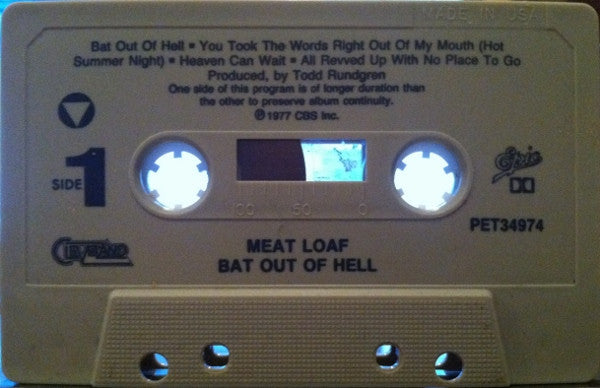 MADE IN USA
Bat Out Of Hell ▪ You Took The Words Right Out Of My Mouth (Hot
Summer Night) ▪ Heaven Can Wait ▪ All Revved Up With No Place To Go
Produced, by Todd Rundgren
One side of this program is of longer duration than
the other to preserve album continuity.
℗1977 CBS Inc.
SIDE 1
Epic
100 50 0
PET34974
CLEVELAND
MEAT LOAF
BAT OUT OF HELL